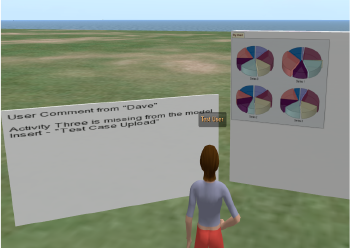 User Comment from "Dave"
Activity Three is missing from the model
Insert - "Test Case Upload"
Test User